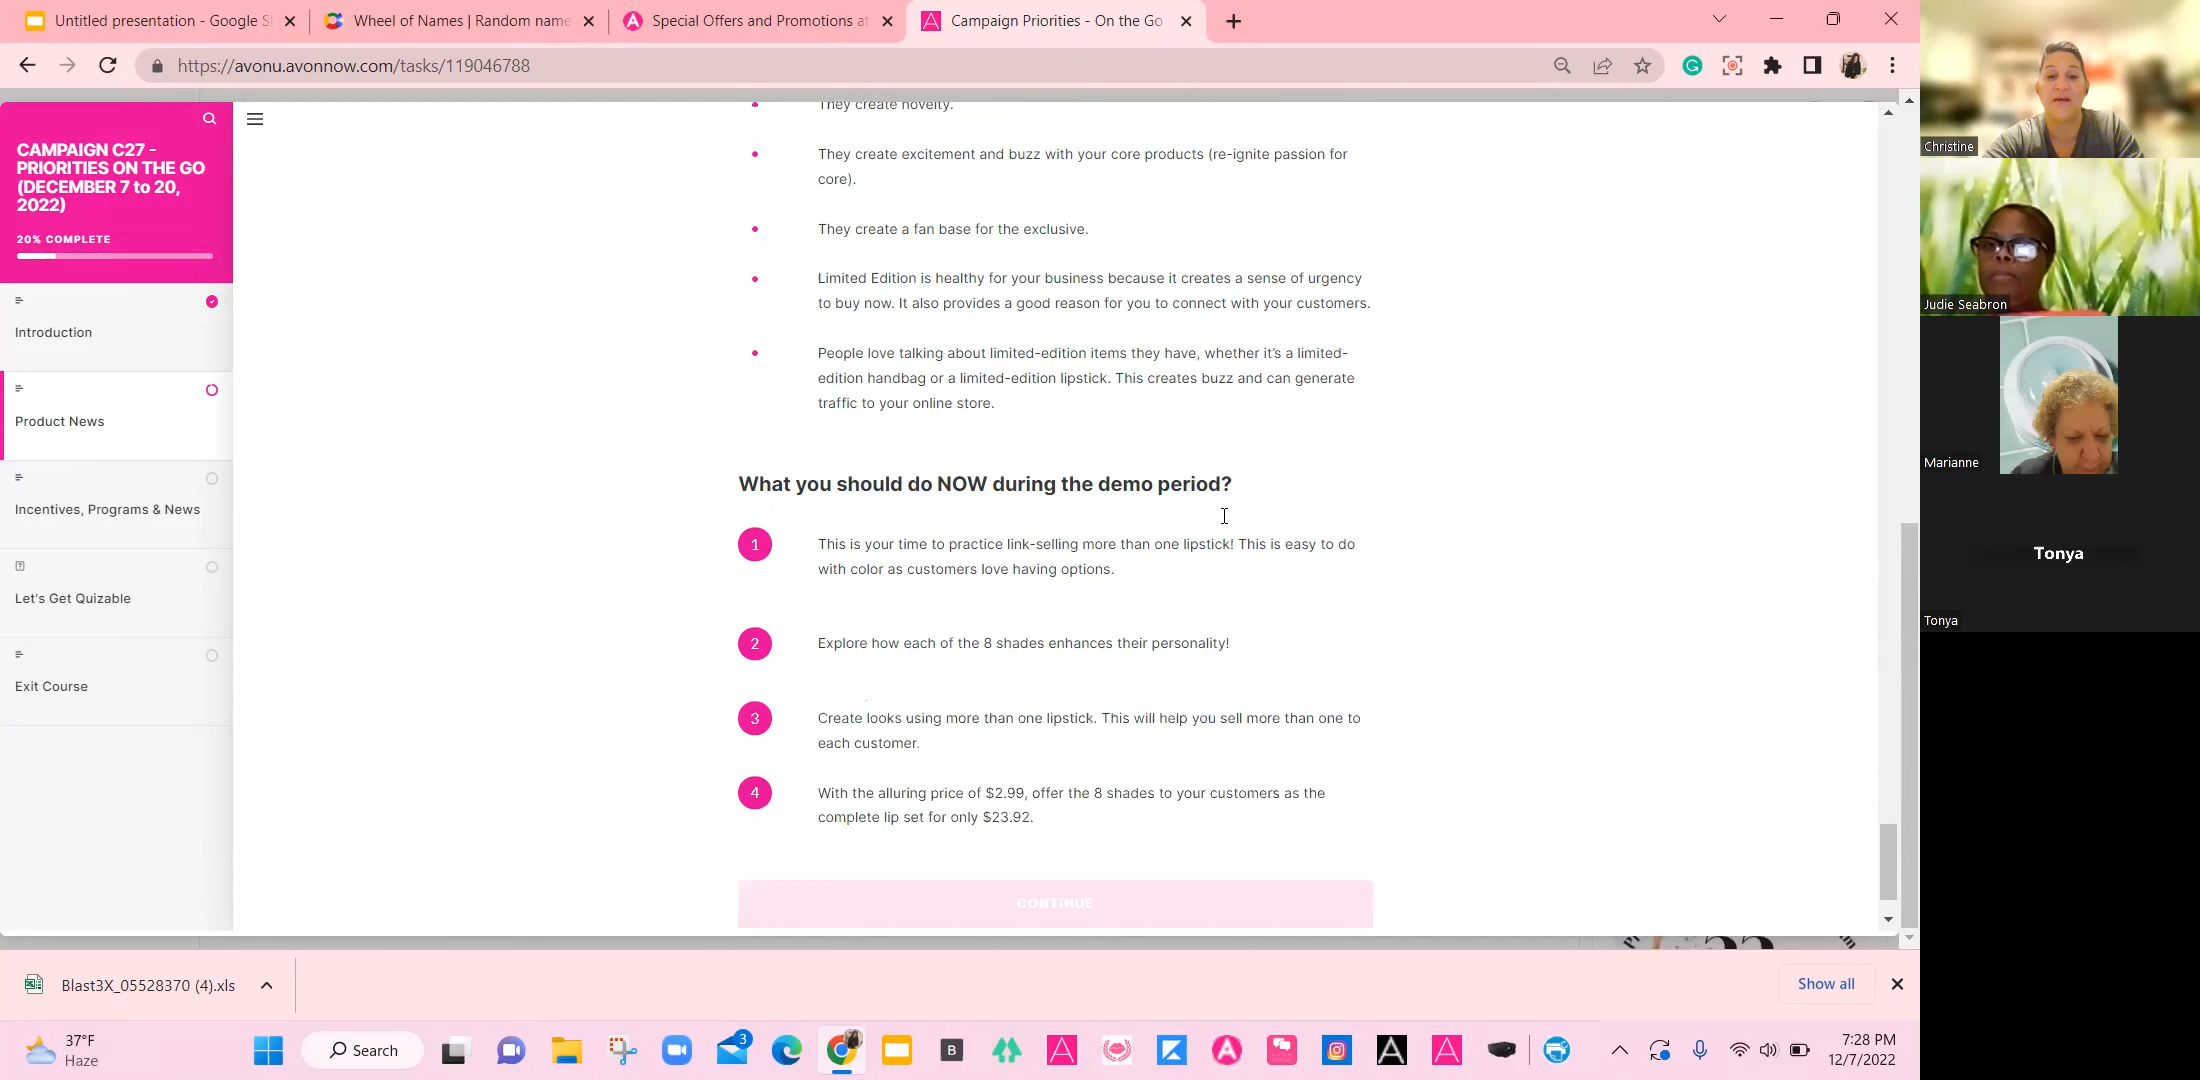 Untitled presentation - Google S
Wheel of Names | Random name
Special Offers and Promotions at
Campaign Priorities - On the Go
https://avonu.avonnow.com/tasks/119046788
CAMPAIGN C27 -
PRIORITIES ON THE GO
(DECEMBER 7 to 20,
2022)
20% COMPLETE
Introduction
Product News
Incentives, Programs & News
Let's Get Quizable
Exit Course
They create novelty.
They create excitement and buzz with your core products (re-ignite passion for
core).
They create a fan base for the exclusive.
Limited Edition is healthy for your business because it creates a sense of urgency
to buy now. It also provides a good reason for you to connect with your customers.
People love talking about limited-edition items they have, whether it’s a limited-
edition handbag or a limited-edition lipstick. This creates buzz and can generate
traffic to your online store.
What you should do NOW during the demo period?
1 This is your time to practice link-selling more than one lipstick! This is easy to do
with color as customers love having options.
2 Explore how each of the 8 shades enhances their personality!
3 Create looks using more than one lipstick. This will help you sell more than one to
each customer.
4 With the alluring price of $2.99, offer the 8 shades to your customers as the
complete lip set for only $23.92.
CONTINUE
Christine
Judie Seabron
Marianne
Tonya
Tonya
Blast3X_05528370 (4).xls
Show all
37°F
Haze
Search
3
B
7:28 PM
12/7/2022